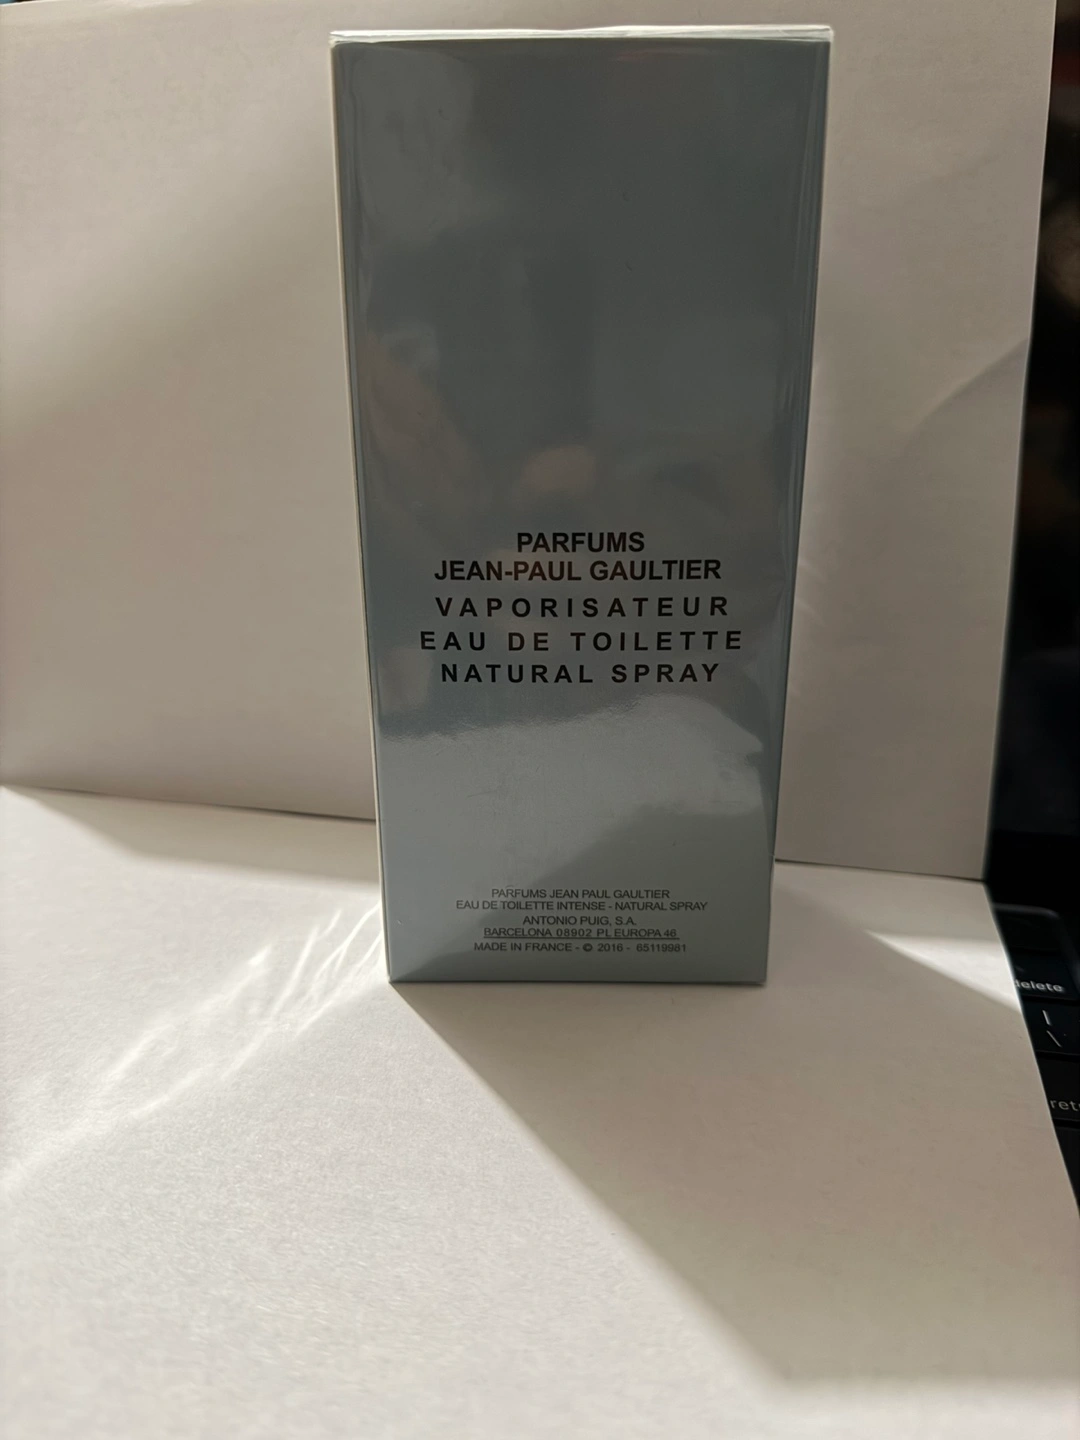 PARFUMS
JEAN-PAUL GAULTIER
VAPORISATEUR
EAU DE TOILETTE
NATURAL SPRAY
PARFUMS JEAN PAUL GAULTIER
EAU DE TOILETTE INTENSE - NATURAL SPRAY
ANTONIO PUIG, S.A.
BARCELONA 08902 PL EUROPA 46
MADE IN FRANCE - © 2016 - 65119981
delete
|
\